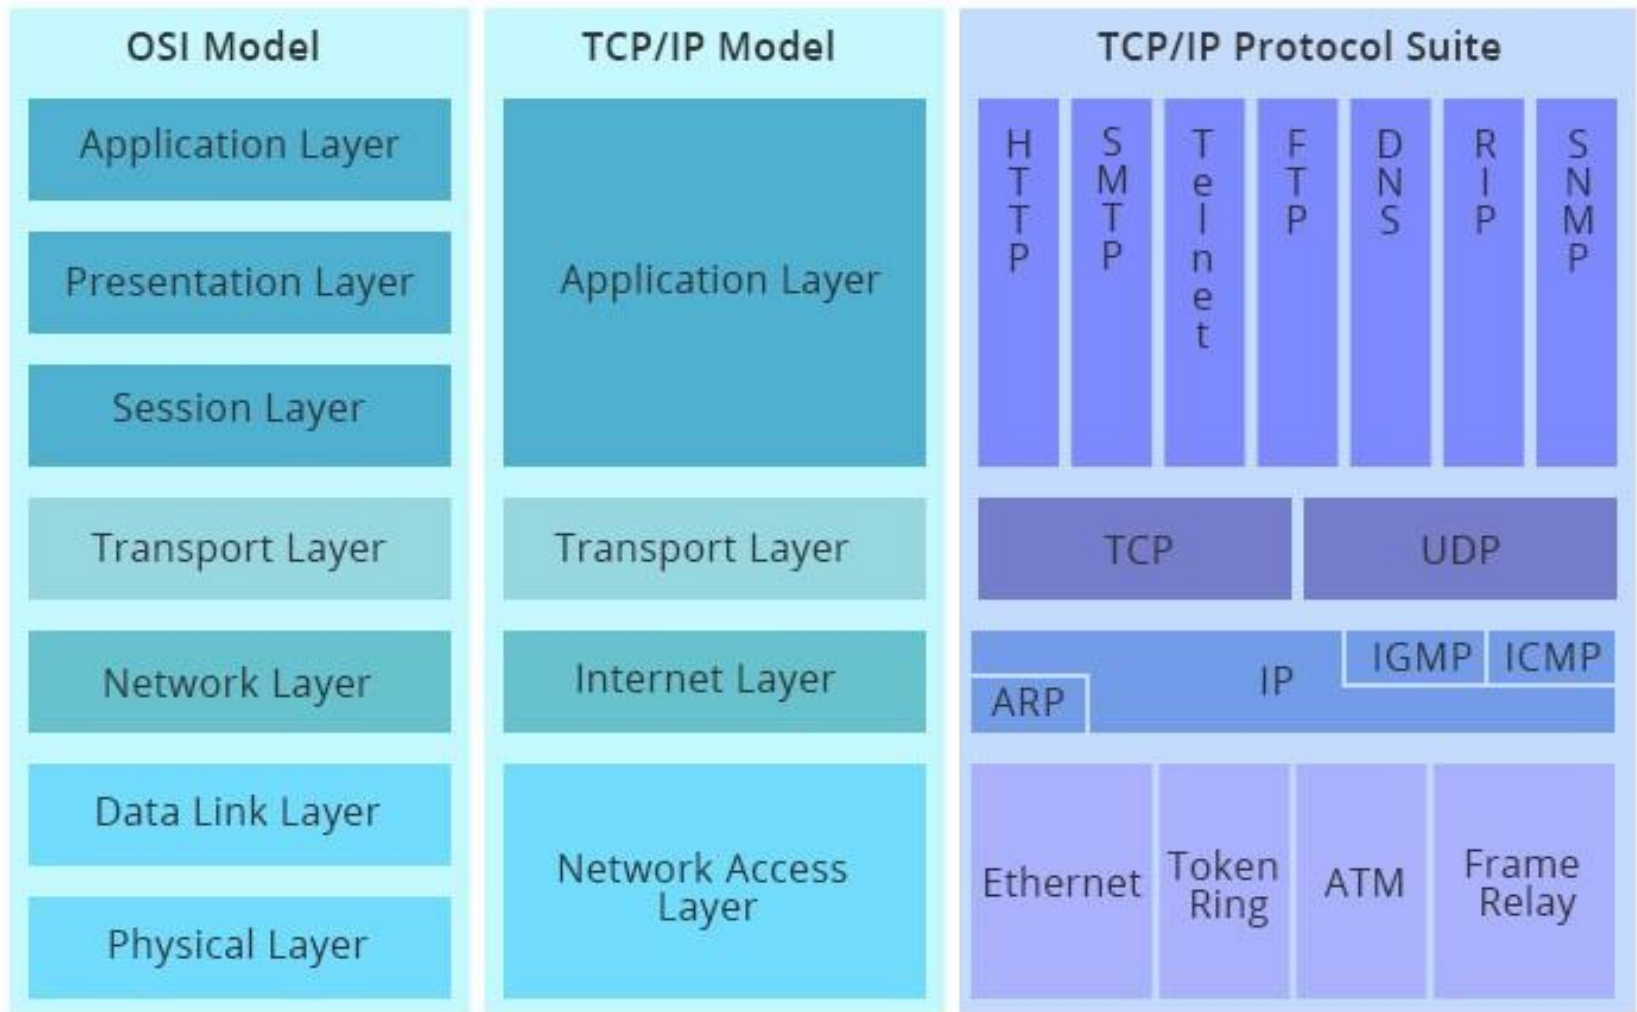 OSI Model
Application Layer
Presentation Layer
Session Layer
Transport Layer
Network Layer
Data Link Layer
Physical Layer
TCP/IP Model
Application Layer
Transport Layer
Internet Layer
Network Access
Layer
TCP/IP Protocol Suite
HTTP
SMTP
Telnet
FTP
DNS
RIP
SNMP
TCP
UDP
IP
IGMP
ICMP
ARP
Ethernet
Token
Ring
ATM
Frame
Relay